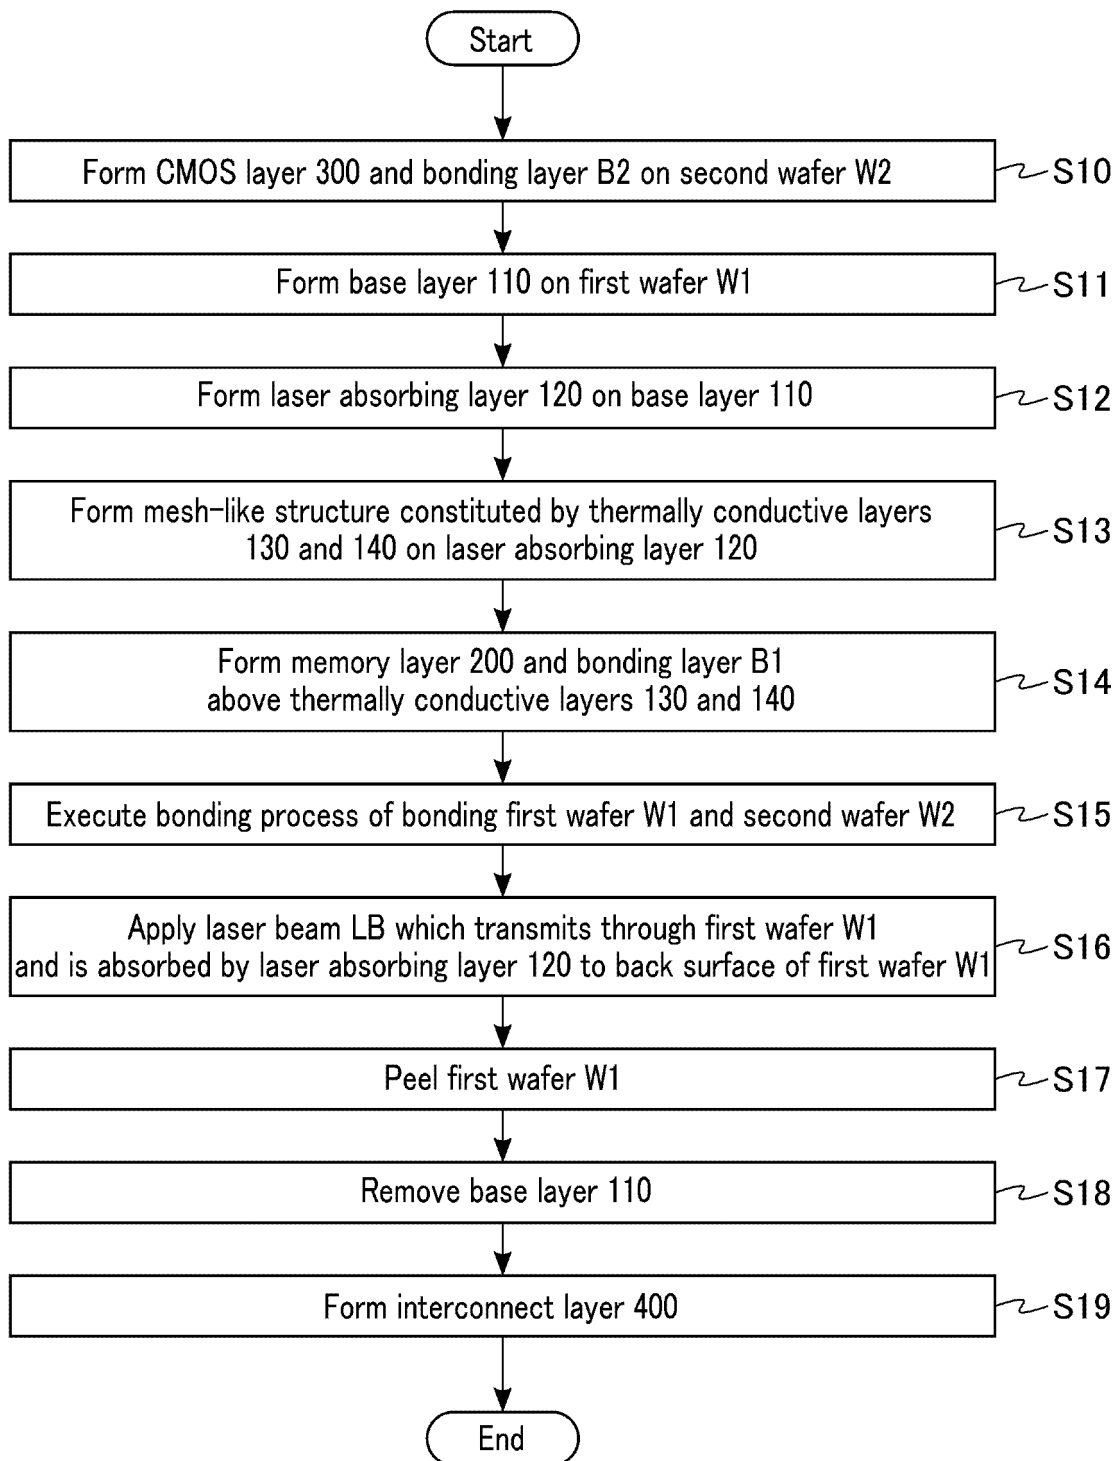 Start
Form CMOS layer 300 and bonding layer B2 on second wafer W2
S10
Form base layer 110 on first wafer W1
S11
Form laser absorbing layer 120 on base layer 110
S12
Form mesh-like structure constituted by thermally conductive layers
130 and 140 on laser absorbing layer 120
S13
Form memory layer 200 and bonding layer B1
above thermally conductive layers 130 and 140
S14
Execute bonding process of bonding first wafer W1 and second wafer W2
S15
Apply laser beam LB which transmits through first wafer W1
and is absorbed by laser absorbing layer 120 to back surface of first wafer W1
S16
Peel first wafer W1
S17
Remove base layer 110
S18
Form interconnect layer 400
S19
End